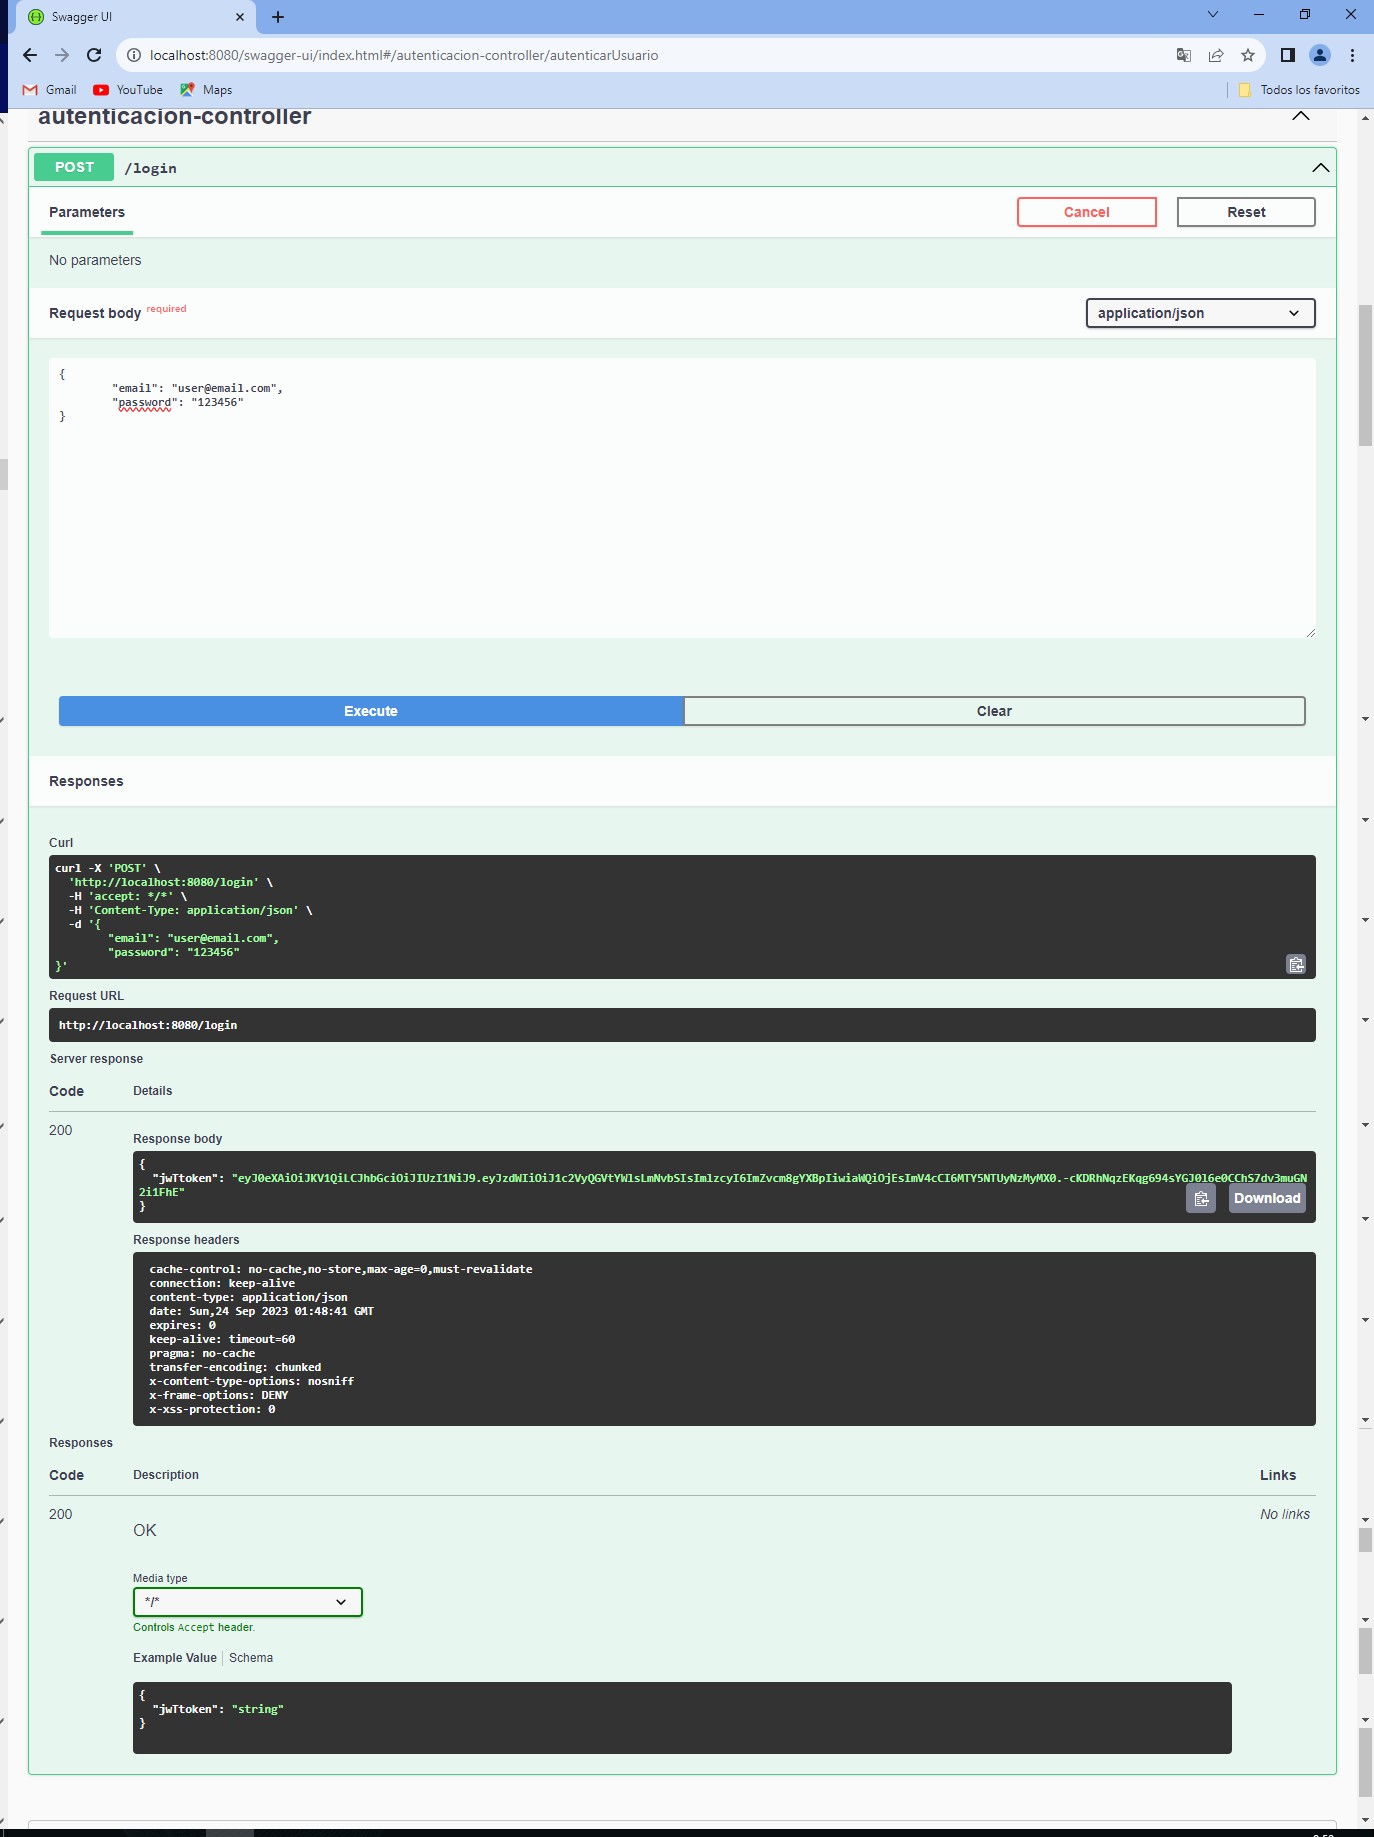 Swagger UI
localhost:8080/swagger-ui/index.html#/autenticacion-controller/autenticarUsuario
Gmail
YouTube
Maps
Todos los favoritos
autenticacion-controller
POST
/login
Parameters
Cancel
Reset
No parameters
Request body required
application/json
{
"email": "user@email.com",
"password": "123456"
}
Execute
Clear
Responses
Curl
curl -X 'POST' \
'http://localhost:8080/login' \
-H 'accept: */*' \
-H 'Content-Type: application/json' \
-d '{
"email": "user@email.com",
"password": "123456"
}'
Request URL
http://localhost:8080/login
Server response
Code
Details
200
Response body
{
"jwTtoken": "eyJ0eXAiOiJKV1QiLCJhbGciOiJIUzI1NiJ9.eyJzdWIiOiJ1c2VyQGVtYWlsLmNvbSIsImlzcyI6ImZvcm8gYXBpIiwiaWQiOjEsImV4cCI6MTY5NTUyNzMyMX0.-cKDRhNqzEKqg694sYGJ0l6e0CChS7dv3muGN
2i1FhE"
}
Download
Response headers
cache-control: no-cache,no-store,max-age=0,must-revalidate
connection: keep-alive
content-type: application/json
date: Sun,24 Sep 2023 01:48:41 GMT
expires: 0
keep-alive: timeout=60
pragma: no-cache
transfer-encoding: chunked
x-content-type-options: nosniff
x-frame-options: DENY
x-xss-protection: 0
Responses
Code
Description
Links
200
OK
No links
Media type
*/*
Controls Accept header.
Example Value
Schema
{
"jwTtoken": "string"
}